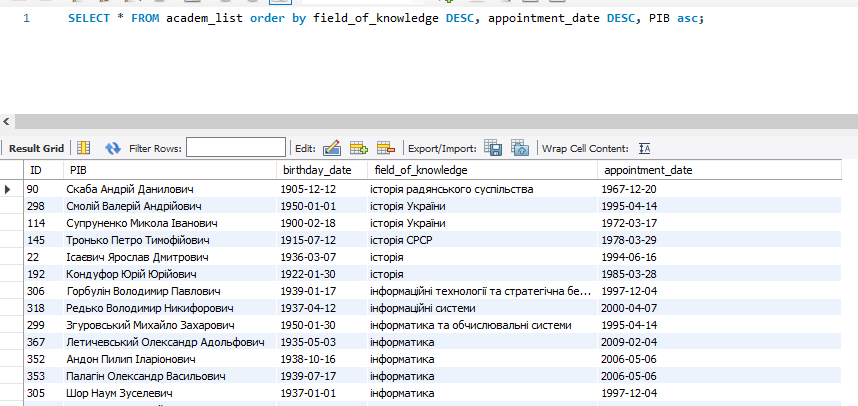 1 SELECT * FROM academ_list order by field_of_knowledge DESC, appointment_date DESC, PIB asc;
Result Grid Filter Rows: Edit: Export/Import: Wrap Cell Content:
ID PIB birthday_date field_of_knowledge appointment_date
90 Скаба Андрій Данилович 1905-12-12 історія радянського суспільства 1967-12-20
298 Смолій Валерій Андрійович 1950-01-01 історія України 1995-04-14
114 Супруненко Микола Іванович 1900-02-18 історія України 1972-03-17
145 Тронько Петро Тимофійович 1915-07-12 історія СРСР 1978-03-29
22 Ісаєвич Ярослав Дмитрович 1936-03-07 історія 1994-06-16
192 Кондуфор Юрій Юрійович 1922-01-30 історія 1985-03-28
306 Горбулін Володимир Павлович 1939-01-17 інформаційні технології та стратегічна бе... 1997-12-04
318 Редько Володимир Никифорович 1937-04-12 інформаційні системи 2000-04-07
299 Згуровський Михайло Захарович 1950-01-30 інформатика та обчислювальні системи 1995-04-14
367 Летичевський Олександр Адольфович 1935-05-03 інформатика 2009-02-04
352 Андон Пилип Іларіонович 1938-10-16 інформатика 2006-05-06
353 Палагін Олександр Васильович 1939-07-17 інформатика 2006-05-06
305 Шор Наум Зуселевич 1937-01-01 інформатика 1997-12-04